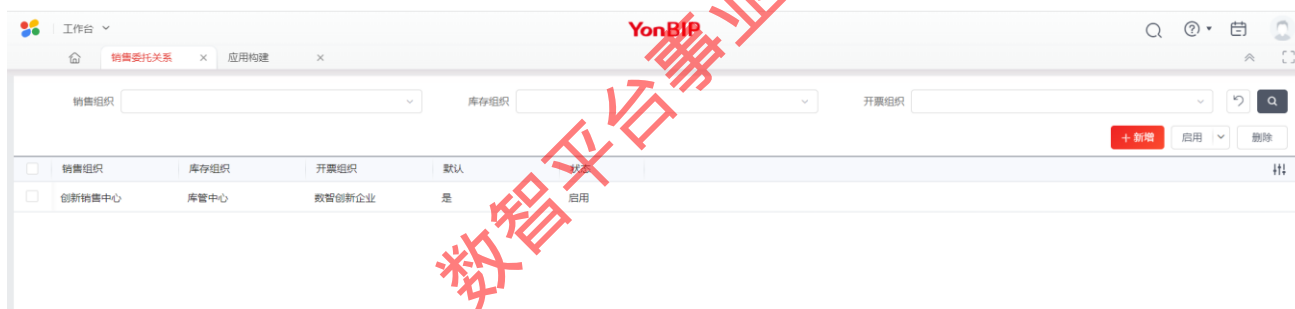 工作台
YonBIP
销售委托关系 × 应用构建 ×
销售组织 库存组织 开票组织
+ 新增 启用 删除
销售组织 库存组织 开票组织 默认 状态
创新销售中心 库管中心 数智创新企业 是 启用
数智平台事业